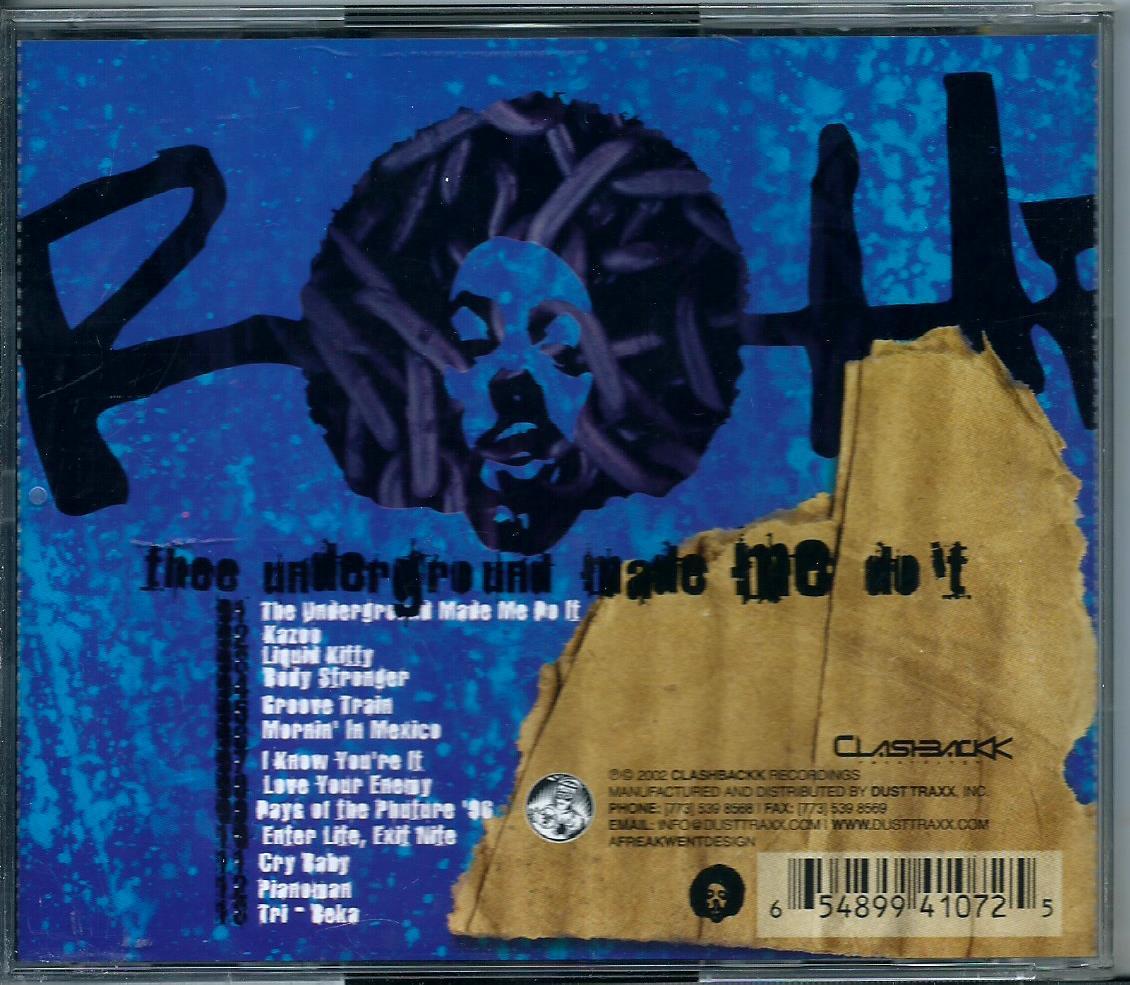 thee underground made me do it
The Underground Made Me Do It
Kazoo
Liquid Kitty
Body Stronger
Groove Train
Mornin' In Mexico
I Know You're It
Love Your Enemy
Days of the Phuture '96
Enter Life, Exit Nite
Cry Baby
Pianoman
Tri - Beka
CLASHBACKK
℗© 2002 CLASHBACKK RECORDINGS
MANUFACTURED AND DISTRIBUTED BY DUST TRAXX, INC.
PHONE: [773] 539 8568 | FAX: [773] 539 8569
EMAIL: INFO@DUSTTRAXX.COM | WWW.DUSTTRAXX.COM
AFREAKWENTDESIGN
6 54899 41072 5